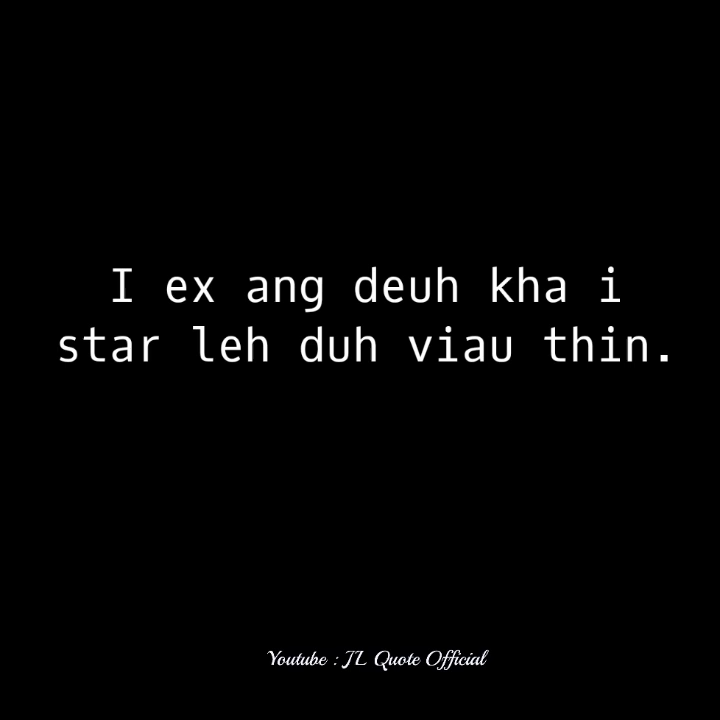 I ex ang deuh kha i
star leh duh viau thin.
Youtube : JL Quote Official